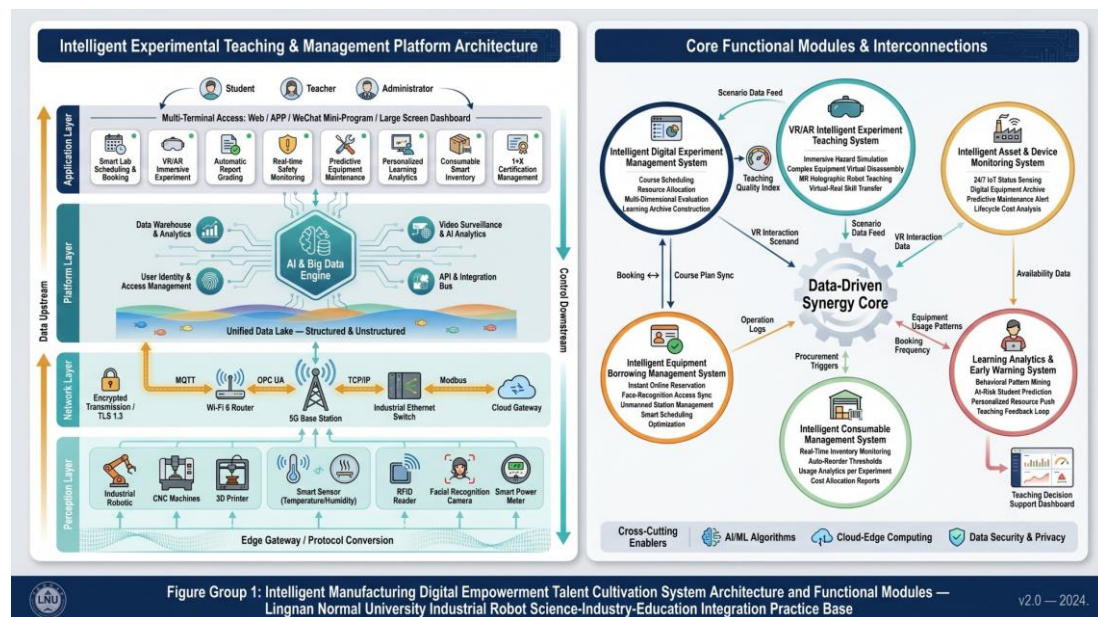 Intelligent Experimental Teaching & Management Platform Architecture
Student
Teacher
Administrator
Multi-Terminal Access: Web / APP / WeChat Mini-Program / Large Screen Dashboard
Application Layer
Smart Lab
Scheduling &
Booking
VR/AR
Immersive
Experiment
Automatic
Report
Grading
Real-time
Safety
Monitoring
Predictive
Equipment
Maintenance
Personalized
Learning
Analytics
Consumable
Smart
Inventory
1+X
Certification
Management
Platform Layer
Data Warehouse
& Analytics
Video Surveillance
& AI Analytics
AI & Big Data
Engine
User Identity &
Access Management
API & Integration
Bus
Unified Data Lake — Structured & Unstructured
Data Upstream
Control Downstream
Network Layer
Encrypted
Transmission /
TLS 1.3
MQTT
Wi-Fi 6 Router
OPC UA
5G Base Station
TCP/IP
Industrial Ethernet
Switch
Modbus
Cloud Gateway
Perception Layer
Industrial
Robotic
CNC Machines
3D Printer
Smart Sensor
(Temperature/Humidity)
RFID
Reader
Facial Recognition
Camera
Smart Power
Meter
Edge Gateway / Protocol Conversion
Core Functional Modules & Interconnections
Scenario Data Feed
Intelligent Digital Experiment
Management System
Course Scheduling
Resource Allocation
Multi-Dimensional Evaluation
Learning Archive Construction
Teaching
Quality Index
VR/AR Intelligent Experiment
Teaching System
Immersive Hazard Simulation
Complex Equipment Virtual Disassembly
MR Holographic Robot Teaching
Virtual-Real Skill Transfer
Intelligent Asset & Device
Monitoring System
24/7 IoT Status Sensing
Digital Equipment Archive
Predictive Maintenance Alert
Lifecycle Cost Analysis
VR Interaction
Scenand
Scenario
Data Feed
VR Interaction
Data
Booking ↔
Course Plan Sync
Data-Driven
Synergy Core
Availability Data
Operation
Logs
Equipment
Usage Patterns
Booking
Frequency
Procurement
Triggers
Intelligent Equipment
Borrowing Management System
Instant Online Reservation
Face-Recognition Access Sync
Unmanned Station Management
Smart Scheduling
Optimization
Learning Analytics &
Early Warning System
Behavioral Pattern Mining
At-Risk Student Prediction
Personalized Resource Push
Teaching Feedback Loop
Intelligent Consumable
Management System
Real-Time Inventory Monitoring
Auto-Reorder Thresholds
Usage Analytics per Experiment
Cost Allocation Reports
Teaching Decision
Support Dashboard
Cross-Cutting
Enablers
AI/ML Algorithms
Cloud-Edge Computing
Data Security & Privacy
LNU
Figure Group 1: Intelligent Manufacturing Digital Empowerment Talent Cultivation System Architecture and Functional Modules —
Lingnan Normal University Industrial Robot Science-Industry-Education Integration Practice Base
v2.0 — 2024.